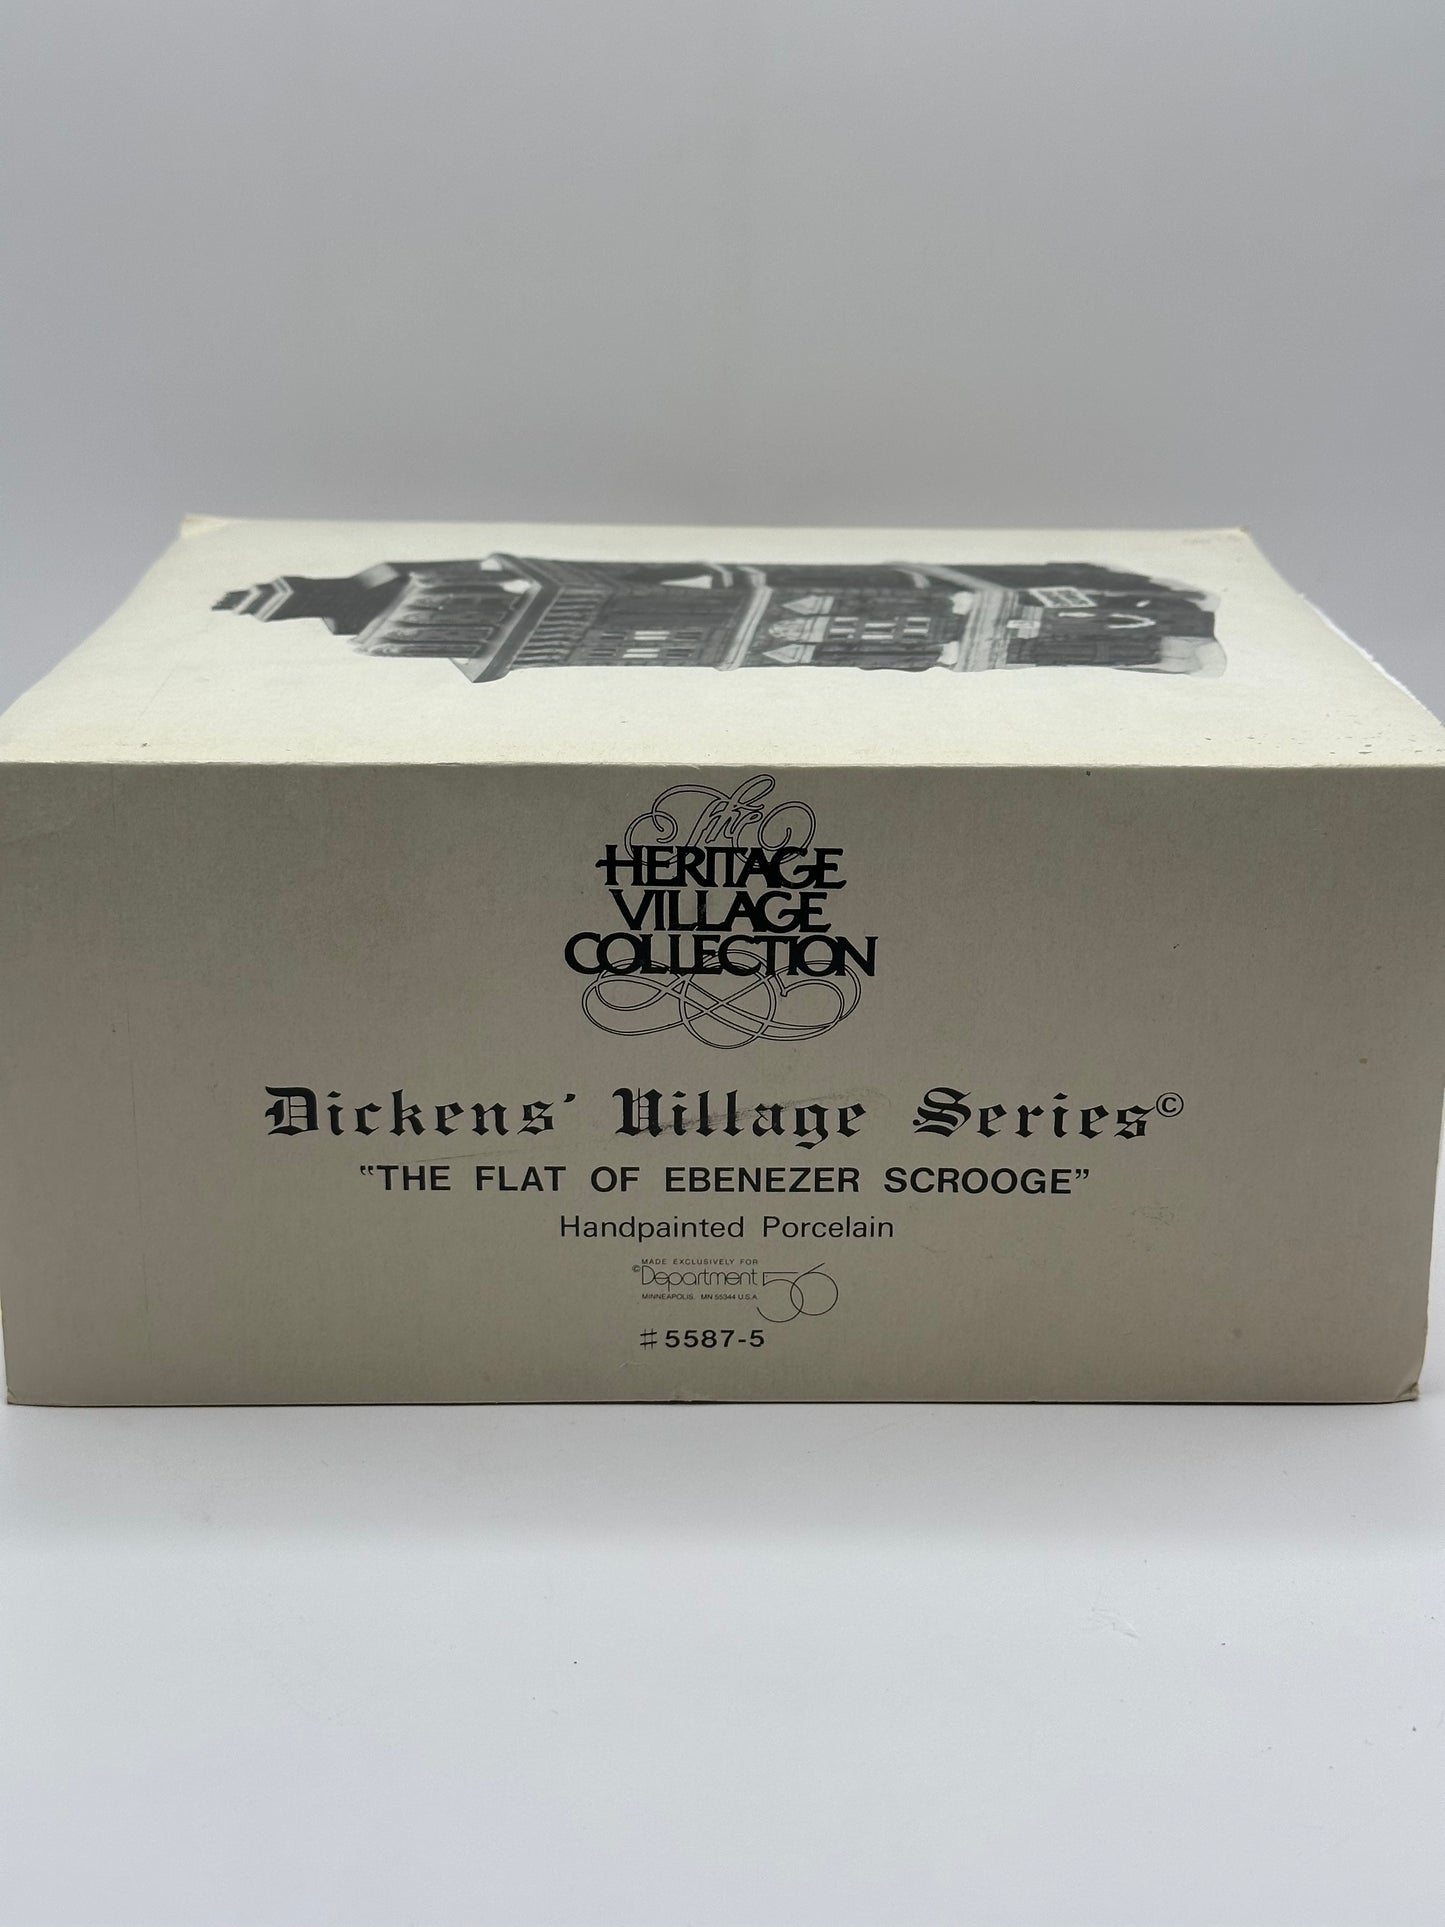 The
HERITAGE
VILLAGE
COLLECTION
Dickens' Village Series©
"THE FLAT OF EBENEZER SCROOGE"
Handpainted Porcelain
MADE EXCLUSIVELY FOR
©Department 56
MINNEAPOLIS, MN 55344 U.S.A.
#5587-5